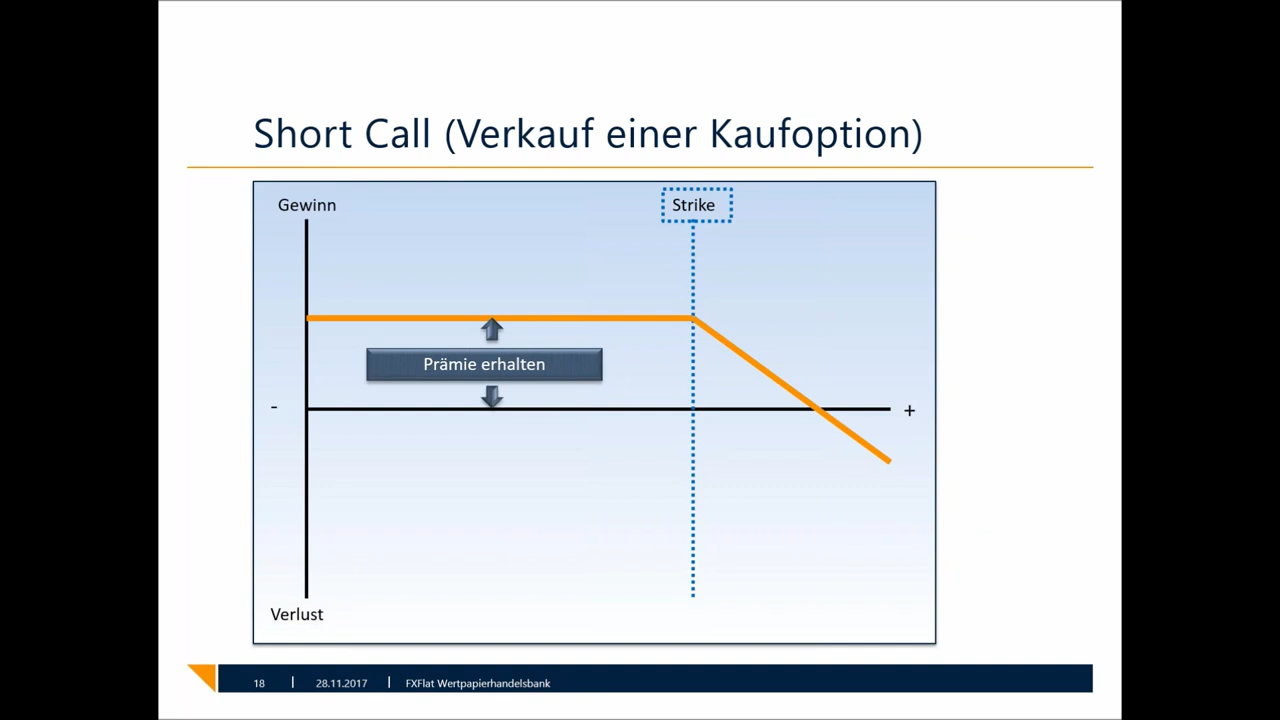 Short Call (Verkauf einer Kaufoption)
Gewinn
Strike
Prämie erhalten
-
+
Verlust
18 | 28.11.2017 | FXFlat Wertpapierhandelsbank